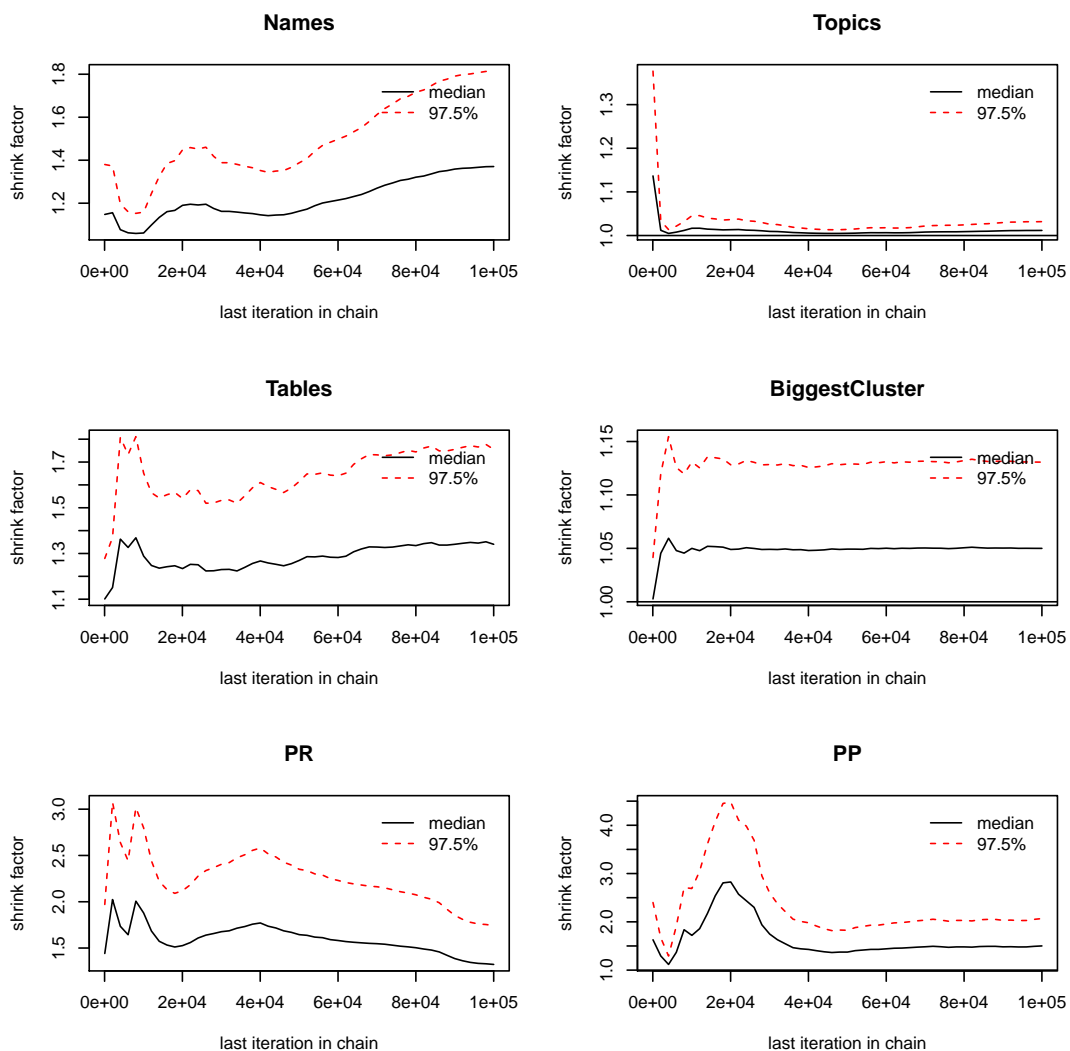 Names
shrink factor
1.2 1.4 1.6 1.8
median
97.5%
0e+00 2e+04 4e+04 6e+04 8e+04 1e+05
last iteration in chain
Topics
shrink factor
1.0 1.1 1.2 1.3
median
97.5%
0e+00 2e+04 4e+04 6e+04 8e+04 1e+05
last iteration in chain
Tables
shrink factor
1.1 1.3 1.5 1.7
median
97.5%
0e+00 2e+04 4e+04 6e+04 8e+04 1e+05
last iteration in chain
BiggestCluster
shrink factor
1.00 1.05 1.10 1.15
median
97.5%
0e+00 2e+04 4e+04 6e+04 8e+04 1e+05
last iteration in chain
PR
shrink factor
1.5 2.0 2.5 3.0
median
97.5%
0e+00 2e+04 4e+04 6e+04 8e+04 1e+05
last iteration in chain
PP
shrink factor
1.0 2.0 3.0 4.0
median
97.5%
0e+00 2e+04 4e+04 6e+04 8e+04 1e+05
last iteration in chain